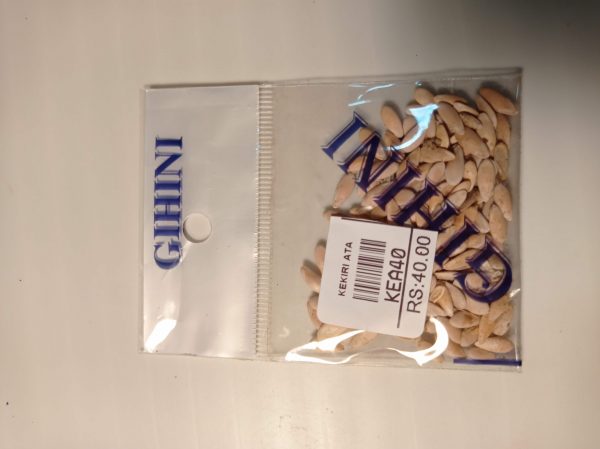 GIHINI
GIHINI
KEKIRI ATA
KEA40
RS:40.00